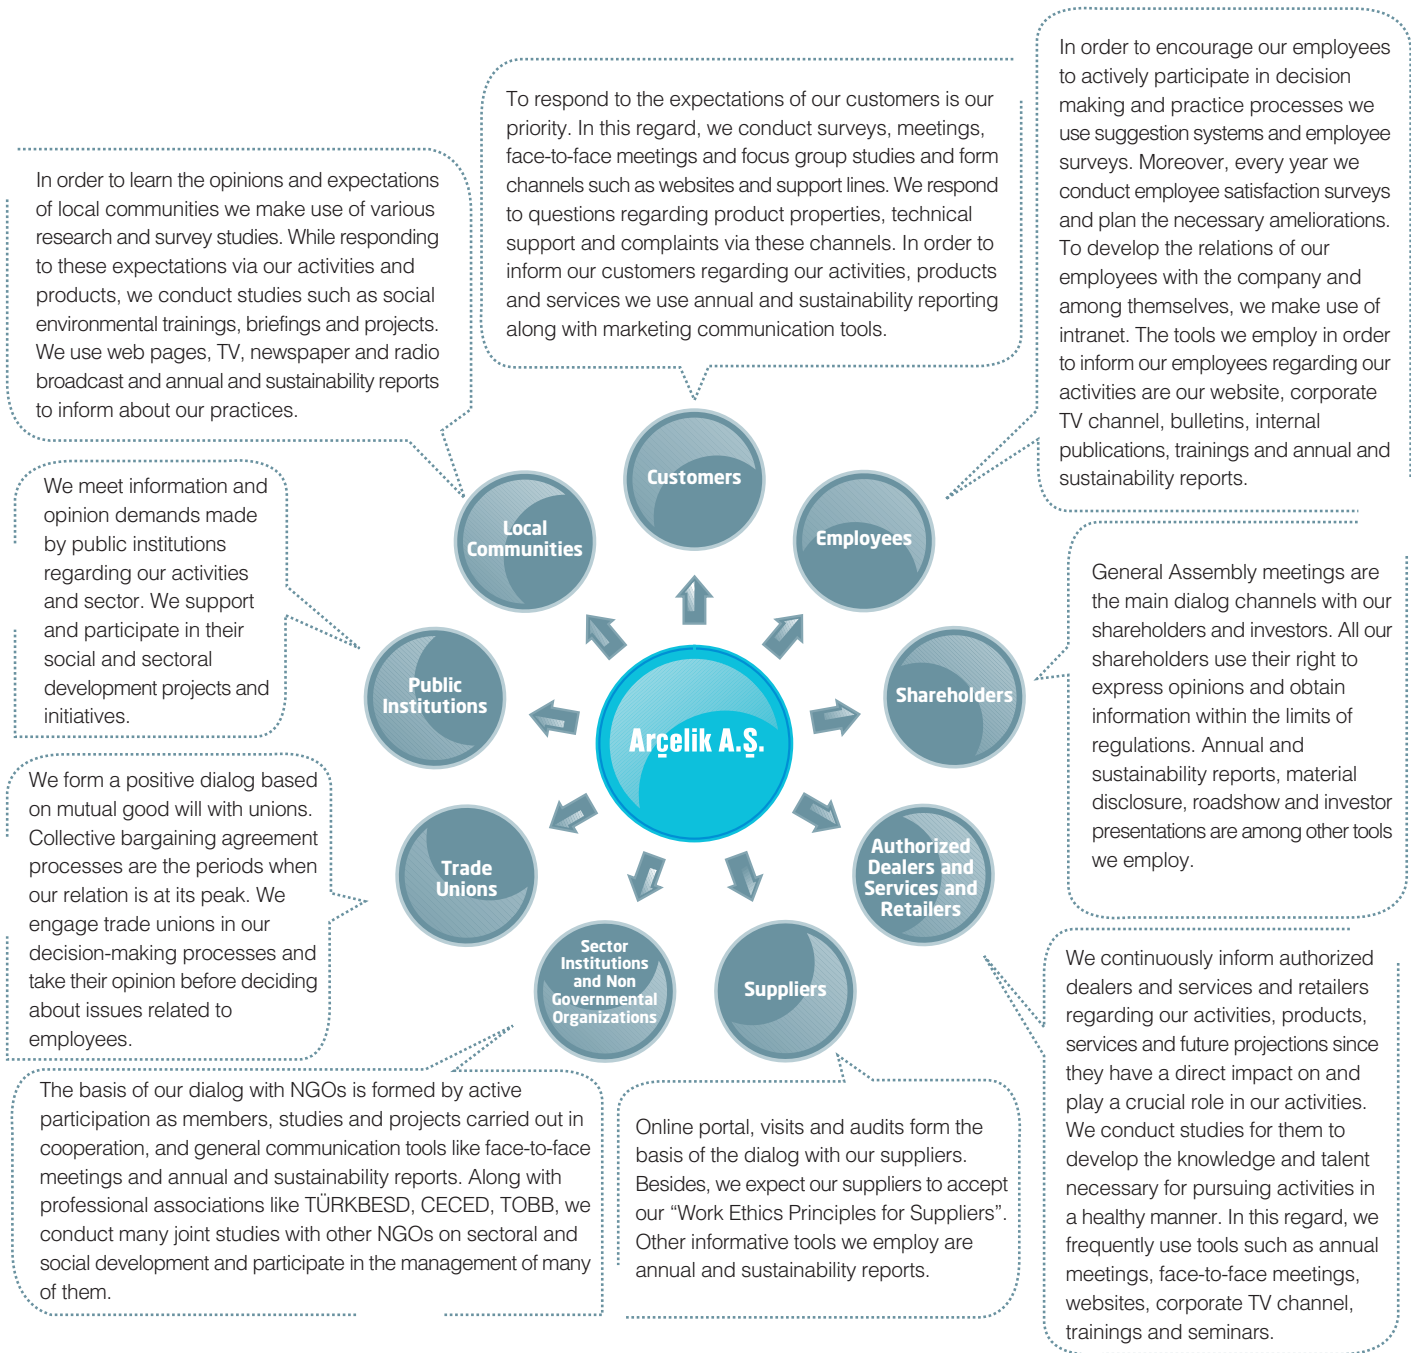 In order to encourage our employees
to actively participate in decision
making and practice processes we
use suggestion systems and employee
surveys. Moreover, every year we
conduct employee satisfaction surveys
and plan the necessary ameliorations.
To develop the relations of our
employees with the company and
among themselves, we make use of
intranet. The tools we employ in order
to inform our employees regarding our
activities are our website, corporate
TV channel, bulletins, internal
publications, trainings and annual and
sustainability reports.
To respond to the expectations of our customers is our
priority. In this regard, we conduct surveys, meetings,
face-to-face meetings and focus group studies and form
channels such as websites and support lines. We respond
to questions regarding product properties, technical
support and complaints via these channels. In order to
inform our customers regarding our activities, products
and services we use annual and sustainability reporting
along with marketing communication tools.
In order to learn the opinions and expectations
of local communities we make use of various
research and survey studies. While responding
to these expectations via our activities and
products, we conduct studies such as social
environmental trainings, briefings and projects.
We use web pages, TV, newspaper and radio
broadcast and annual and sustainability reports
to inform about our practices.
Customers
Local
Communities
Employees
We meet information and
opinion demands made
by public institutions
regarding our activities
and sector. We support
and participate in their
social and sectoral
development projects and
initiatives.
General Assembly meetings are
the main dialog channels with our
shareholders and investors. All our
shareholders use their right to
express opinions and obtain
information within the limits of
regulations. Annual and
sustainability reports, material
disclosure, roadshow and investor
presentations are among other tools
we employ.
Public
Institutions
Shareholders
Arçelik A.Ş.
We form a positive dialog based
on mutual good will with unions.
Collective bargaining agreement
processes are the periods when
our relation is at its peak. We
engage trade unions in our
decision-making processes and
take their opinion before deciding
about issues related to
employees.
Trade
Unions
Authorized
Dealers and
Services and
Retailers
Sector
Institutions
and Non
Governmental
Organizations
Suppliers
We continuously inform authorized
dealers and services and retailers
regarding our activities, products,
services and future projections since
they have a direct impact on and
play a crucial role in our activities.
We conduct studies for them to
develop the knowledge and talent
necessary for pursuing activities in
a healthy manner. In this regard, we
frequently use tools such as annual
meetings, face-to-face meetings,
websites, corporate TV channel,
trainings and seminars.
The basis of our dialog with NGOs is formed by active
participation as members, studies and projects carried out in
cooperation, and general communication tools like face-to-face
meetings and annual and sustainability reports. Along with
professional associations like TÜRKBESD, CECED, TOBB, we
conduct many joint studies with other NGOs on sectoral and
social development and participate in the management of many
of them.
Online portal, visits and audits form the
basis of the dialog with our suppliers.
Besides, we expect our suppliers to accept
our “Work Ethics Principles for Suppliers”.
Other informative tools we employ are
annual and sustainability reports.